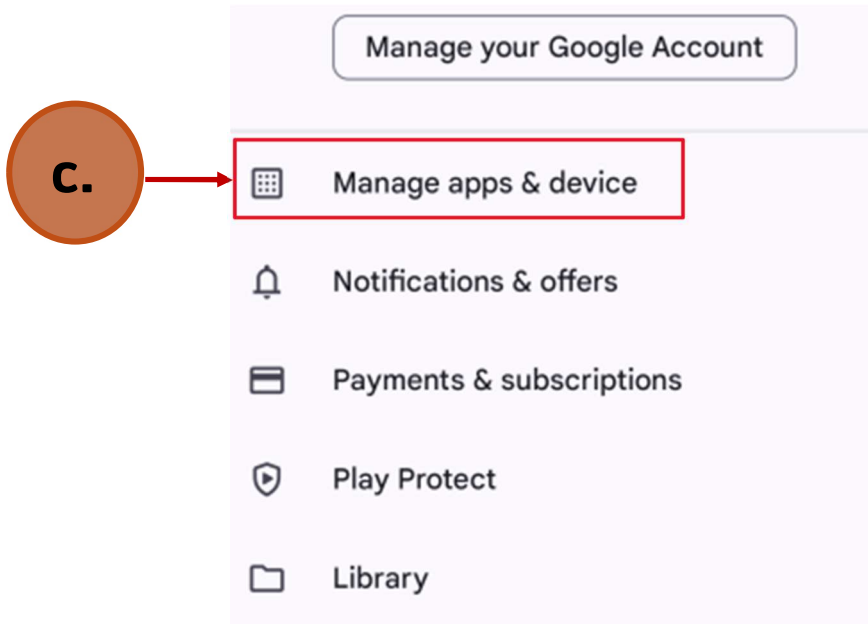 Manage your Google Account
c.
Manage apps & device
Notifications & offers
Payments & subscriptions
Play Protect
Library